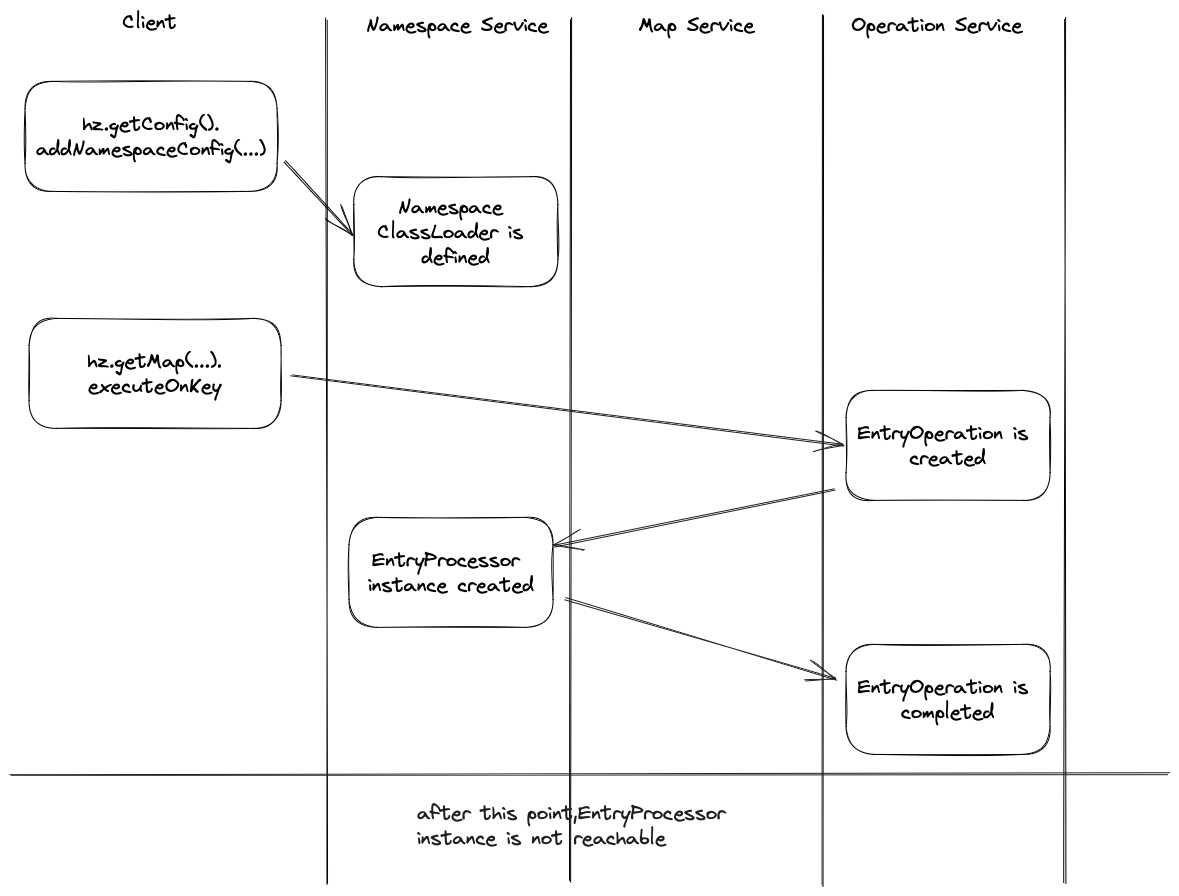 Client
Namespace Service
Map Service
Operation Service
hz.getConfig().
addNamespaceConfig(...)
Namespace
ClassLoader is
defined
hz.getMap(...).
executeOnKey
EntryOperation is
created
EntryProcessor
instance created
EntryOperation is
completed
after this point,EntryProcessor
instance is not reachable